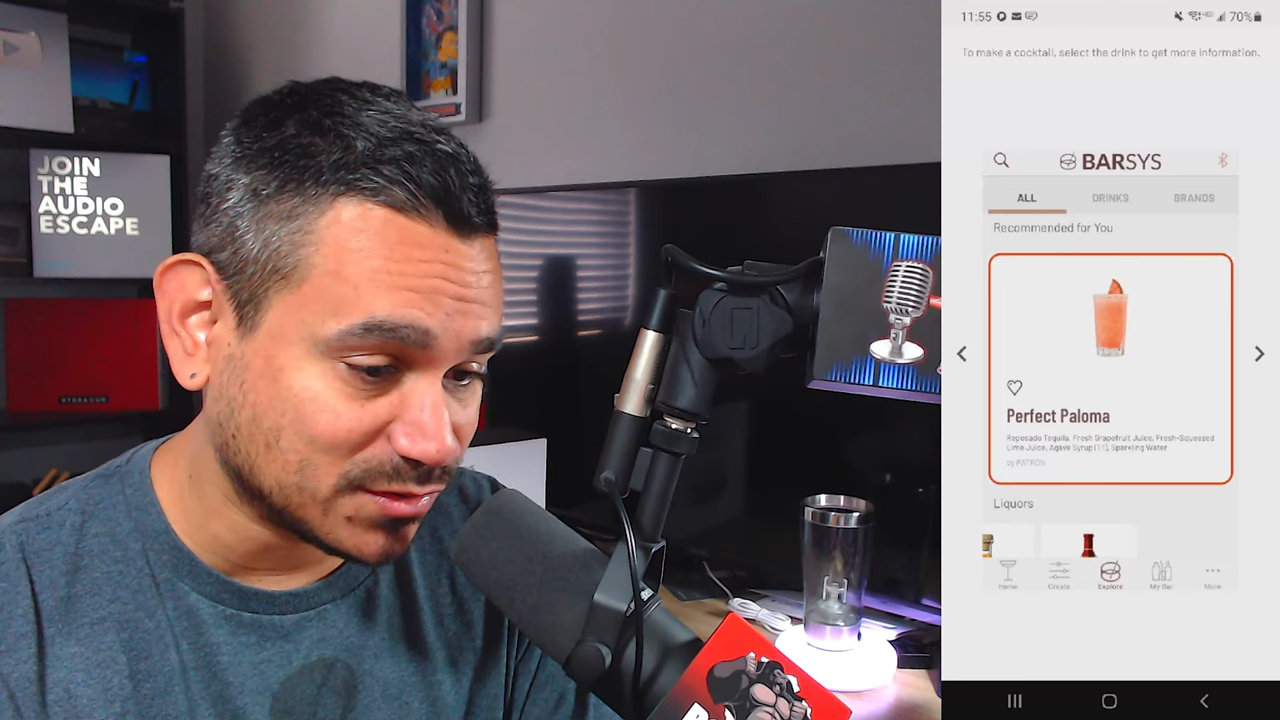 JOIN
THE
AUDIO
ESCAPE
HYDRAGUN
11:55
70%
To make a cocktail, select the drink to get more information.
BARSYS
ALL
DRINKS
BRANDS
Recommended for You
Perfect Paloma
Reposado Tequila, Fresh Grapefruit Juice, Fresh-Squeezed
Lime Juice, Agave Syrup (1:1), Sparkling Water
by PATRON
Liquors
Home
Create
Explore
My Bar
More